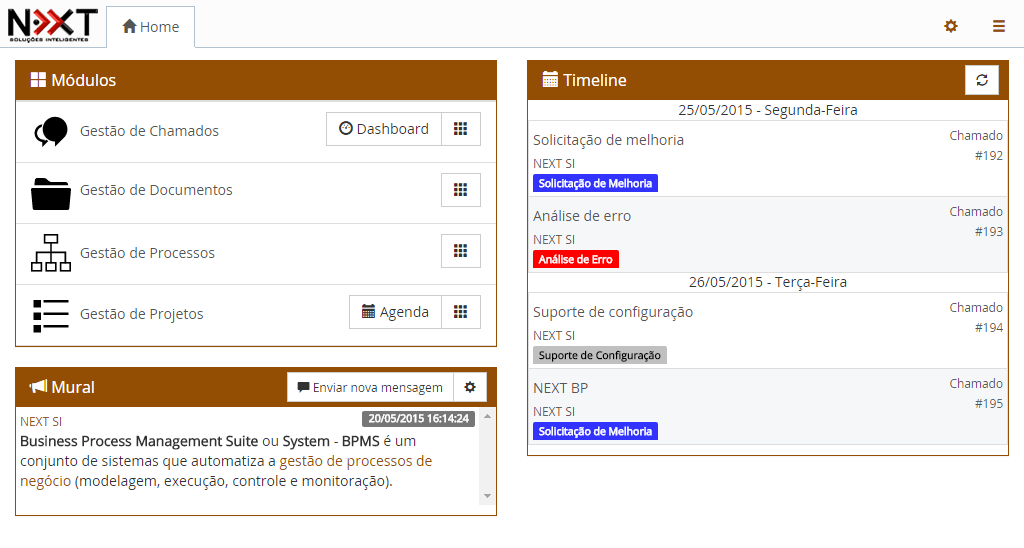 NEXT
SOLUÇÕES INTELIGENTES
Home
Módulos
Gestão de Chamados
Dashboard
Gestão de Documentos
Gestão de Processos
Gestão de Projetos
Agenda
Mural
Enviar nova mensagem
NEXT SI
20/05/2015 16:14:24
Business Process Management Suite ou System - BPMS é um
conjunto de sistemas que automatiza a gestão de processos de
negócio (modelagem, execução, controle e monitoração).
Timeline
25/05/2015 - Segunda-Feira
Solicitação de melhoria
Chamado
NEXT SI
#192
Solicitação de Melhoria
Análise de erro
Chamado
NEXT SI
#193
Análise de Erro
26/05/2015 - Terça-Feira
Suporte de configuração
Chamado
NEXT SI
#194
Suporte de Configuração
NEXT BP
Chamado
NEXT SI
#195
Solicitação de Melhoria